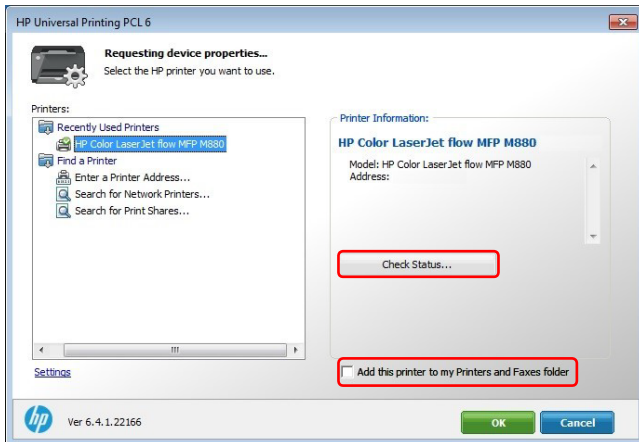 HP Universal Printing PCL 6
Requesting device properties...
Select the HP printer you want to use.
Printers:
Recently Used Printers
HP Color LaserJet flow MFP M880
Find a Printer
Enter a Printer Address...
Search for Network Printers...
Search for Print Shares...
Settings
Printer Information:
HP Color LaserJet flow MFP M880
Model: HP Color LaserJet flow MFP M880
Address:
Check Status...
Add this printer to my Printers and Faxes folder
hp
Ver 6.4.1.22166
OK
Cancel